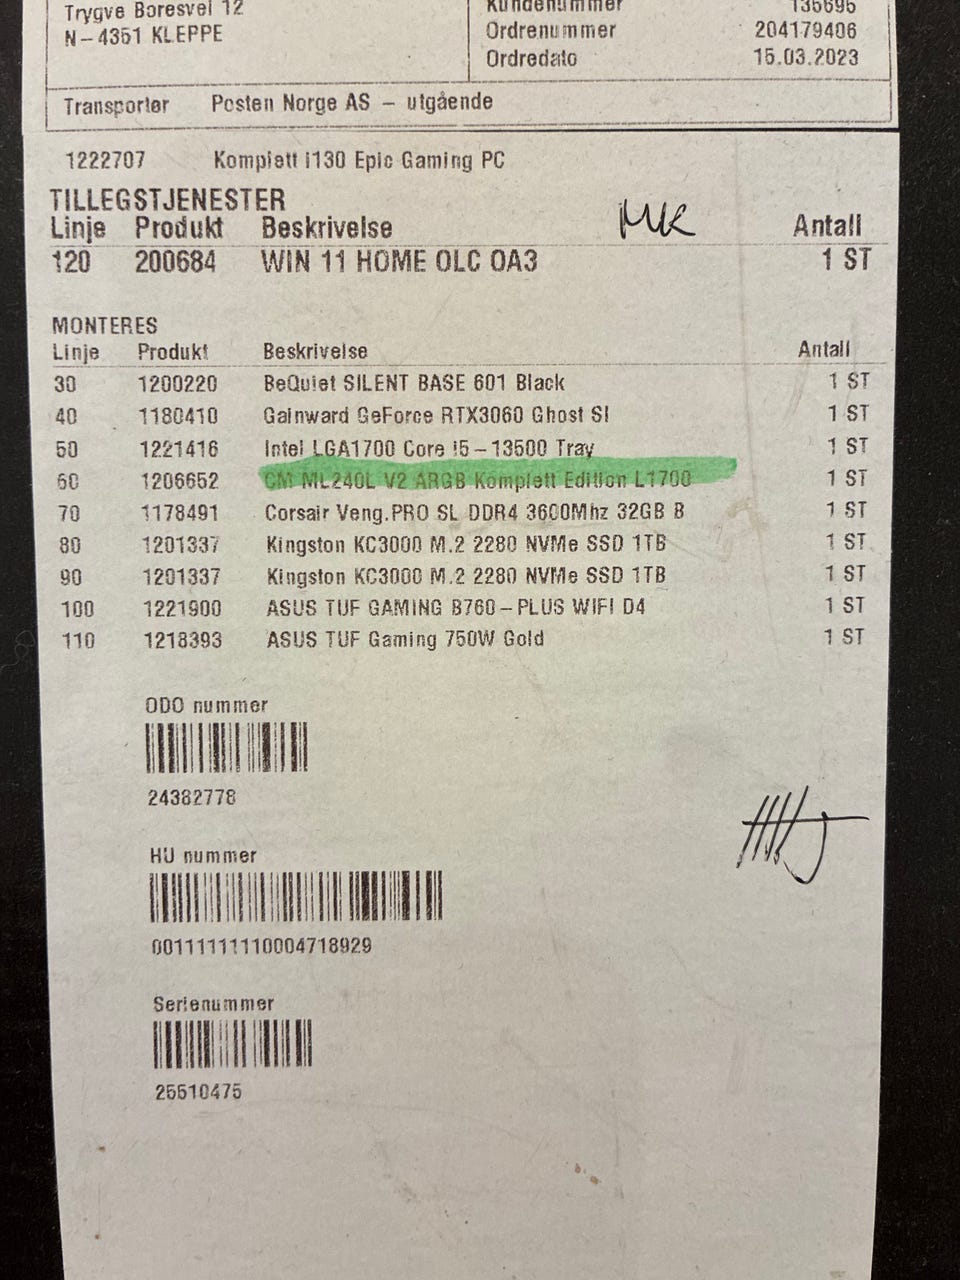 Trygve Boresvei 12
N-4351 KLEPPE
Kundenummer 135695
Ordrenummer 204179406
Ordredato 15.03.2023
Transportør Posten Norge AS - utgående
1222707 Komplett i130 Epic Gaming PC
TILLEGSTJENESTER
MK
Linje Produkt Beskrivelse Antall
120 200684 WIN 11 HOME OLC OA3 1 ST
MONTERES
Linje Produkt Beskrivelse Antall
30 1200220 BeQuiet SILENT BASE 601 Black 1 ST
40 1180410 Gainward GeForce RTX3060 Ghost SI 1 ST
50 1221416 Intel LGA1700 Core i5-13500 Tray 1 ST
60 1206652 CM ML240L V2 ARGB Komplett Edition L1700 1 ST
70 1178491 Corsair Veng.PRO SL DDR4 3600Mhz 32GB B 1 ST
80 1201337 Kingston KC3000 M.2 2280 NVMe SSD 1TB 1 ST
90 1201337 Kingston KC3000 M.2 2280 NVMe SSD 1TB 1 ST
100 1221900 ASUS TUF GAMING B760-PLUS WIFI D4 1 ST
110 1218393 ASUS TUF Gaming 750W Gold 1 ST
ODO nummer
24382778
HU nummer
00111111110004718929
Serienummer
25510475